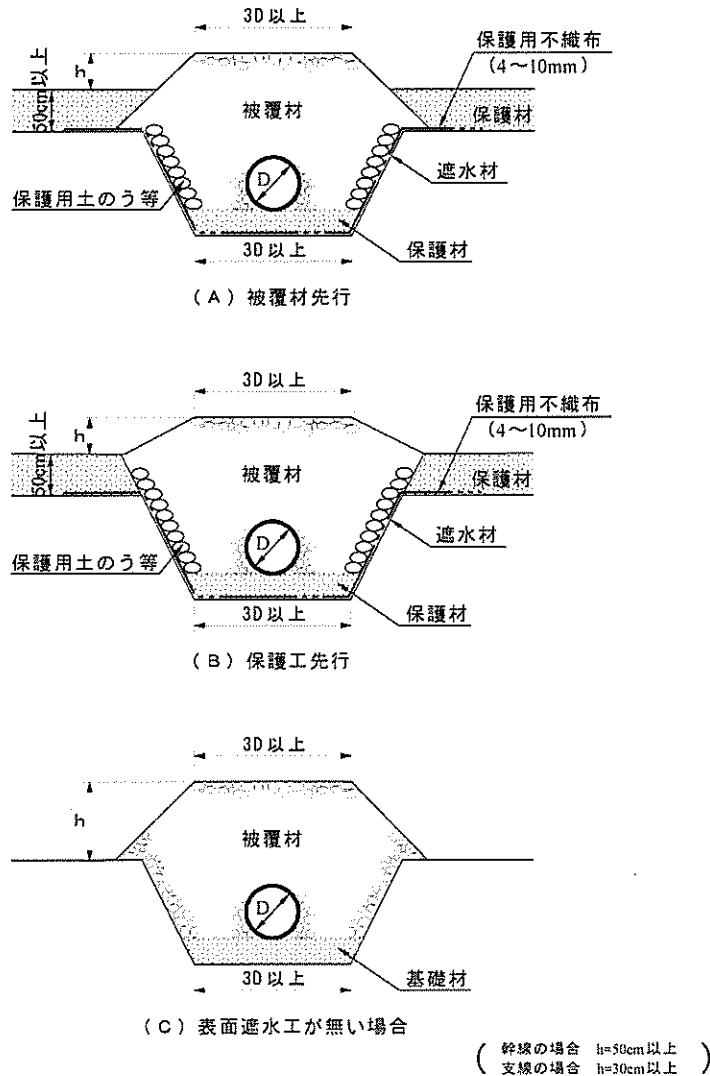 3D以上
h
50cm以上
保護用不織布
(4～10mm)
被覆材
保護材
D
遮水材
保護用土のう等
保護材
3D以上
(A)被覆材先行
3D以上
h
50cm以上
保護用不織布
(4～10mm)
被覆材
保護材
D
遮水材
保護用土のう等
保護材
3D以上
(B)保護工先行
3D以上
h
被覆材
D
基礎材
3D以上
(C)表面遮水工が無い場合
幹線の場合 h=50cm以上
支線の場合 h=30cm以上